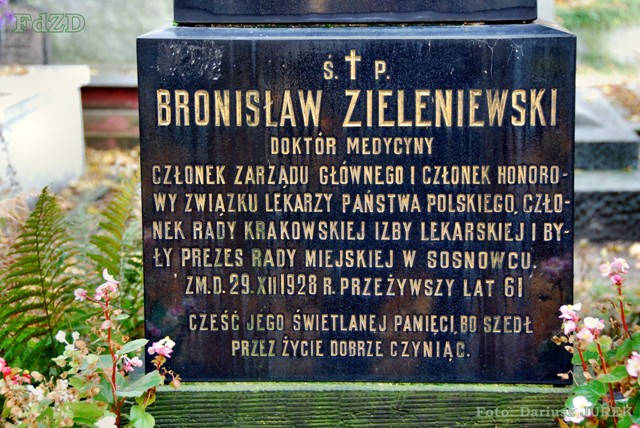 FdZD
Ś. † P.
BRONISŁAW ZIELENIEWSKI
DOKTÓR MEDYCYNY
CZŁONEK ZARZĄDU GŁÓWNEGO I CZŁONEK HONORO-
WY ZWIĄZKU LEKARZY PAŃSTWA POLSKIEGO, CZŁO-
NEK RADY KRAKOWSKIEJ IZBY LEKARSKIEJ I BY-
ŁY PREZES RADY MIEJSKIEJ W SOSNOWCU,
ZM. D. 29. XII 1928 R. PRZEŻYWSZY LAT 61
CZEŚĆ JEGO ŚWIETLANEJ PAMIĘCI, BO SZEDŁ
PRZEZ ŻYCIE DOBRZE CZYNIĄC.
Foto: Dariusz JUREK